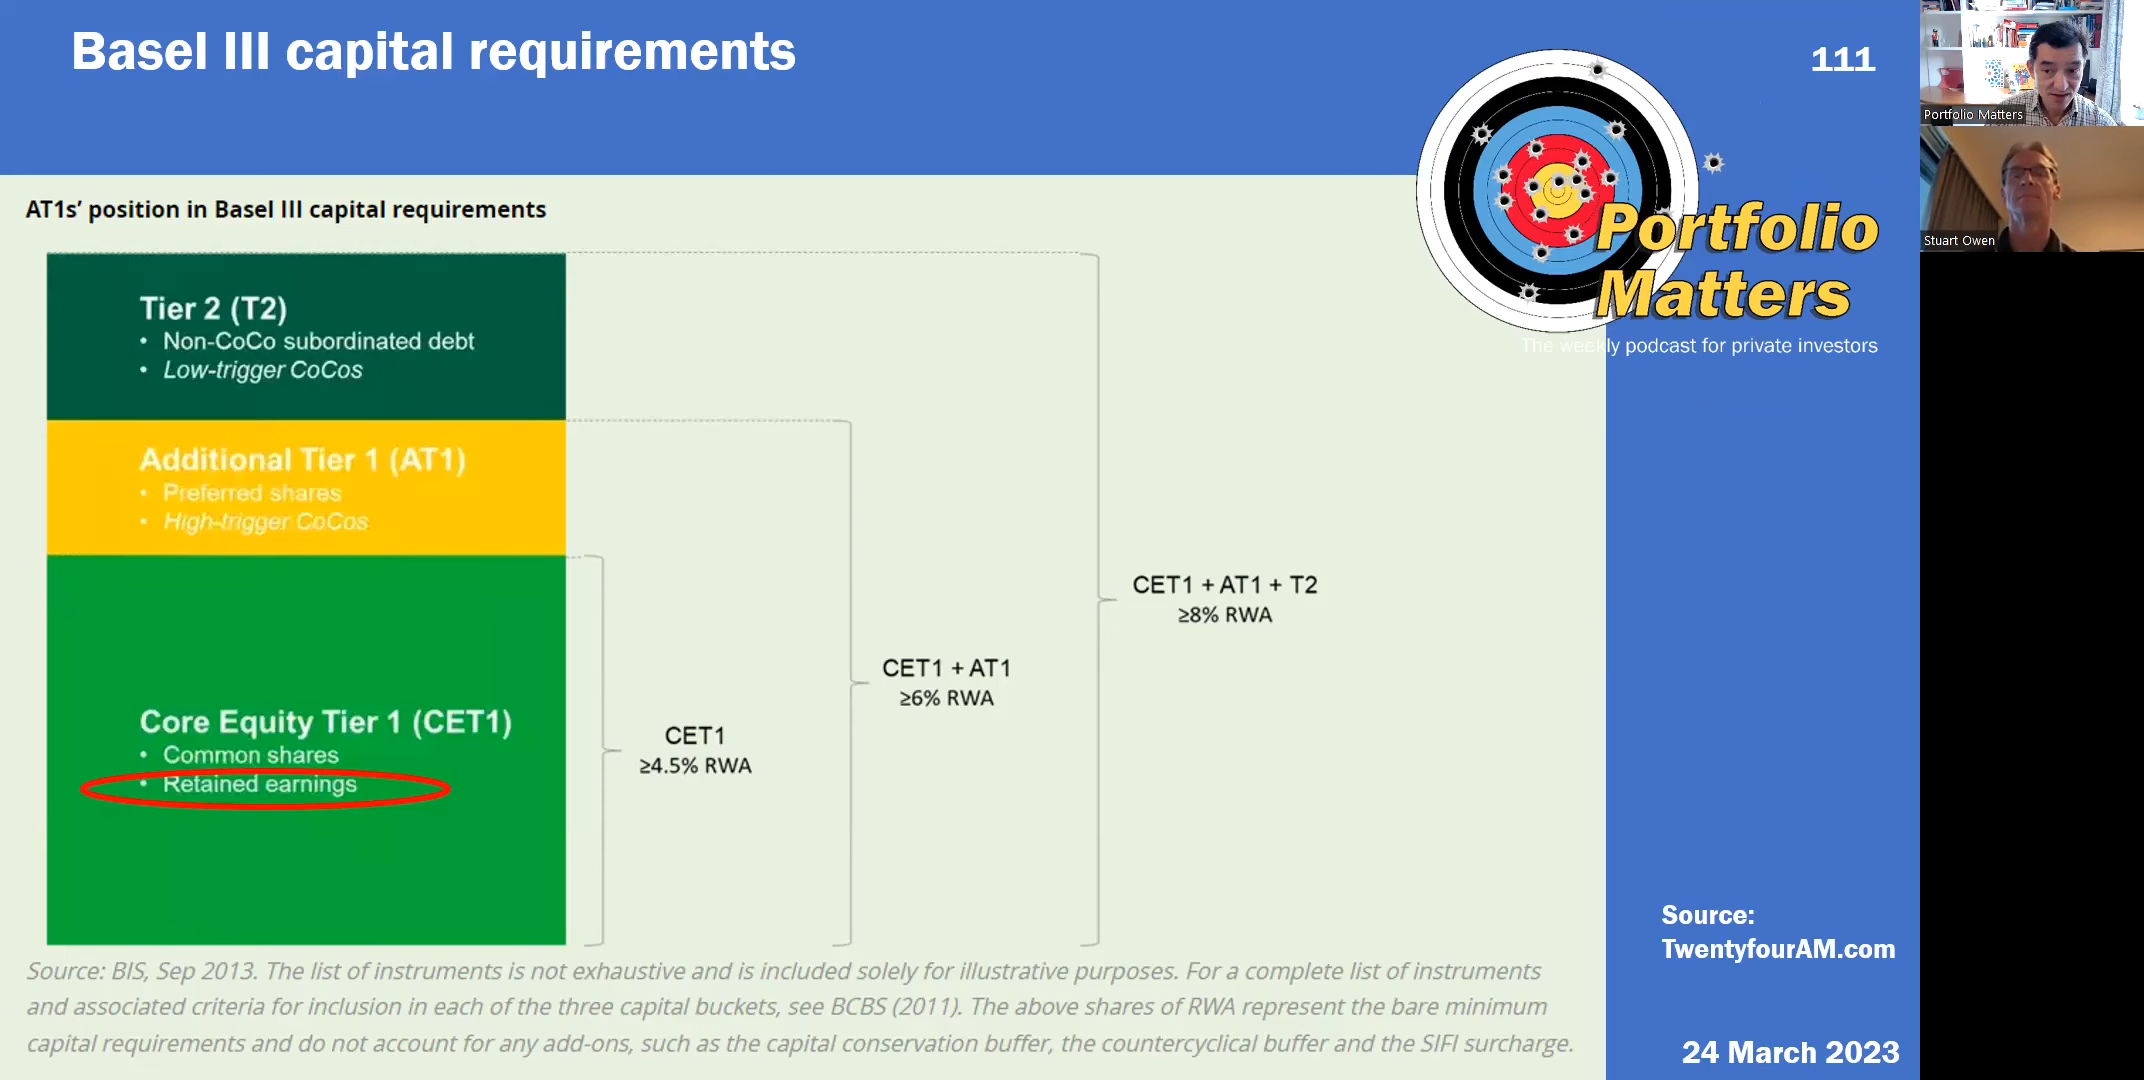 Basel III capital requirements
111
Portfolio Matters
Stuart Owen
Portfolio
Matters
The weekly podcast for private investors
AT1s’ position in Basel III capital requirements
Tier 2 (T2)
• Non-CoCo subordinated debt
• Low-trigger CoCos
Additional Tier 1 (AT1)
• Preferred shares
• High-trigger CoCos
Core Equity Tier 1 (CET1)
• Common shares
• Retained earnings
CET1
≥4.5% RWA
CET1 + AT1
≥6% RWA
CET1 + AT1 + T2
≥8% RWA
Source: BIS, Sep 2013. The list of instruments is not exhaustive and is included solely for illustrative purposes. For a complete list of instruments
and associated criteria for inclusion in each of the three capital buckets, see BCBS (2011). The above shares of RWA represent the bare minimum
capital requirements and do not account for any add-ons, such as the capital conservation buffer, the countercyclical buffer and the SIFI surcharge.
Source:
TwentyfourAM.com
24 March 2023